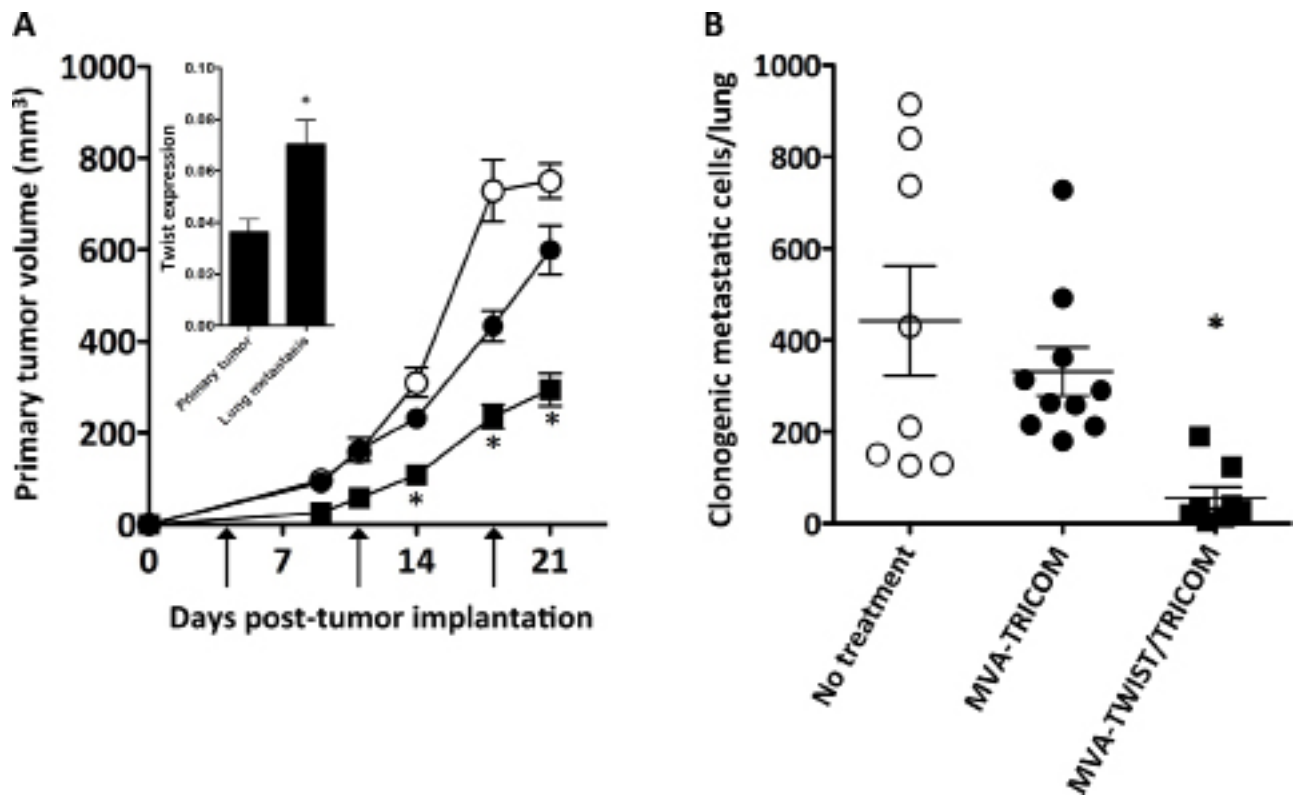 A
Primary tumor volume (mm³)
1000
800
600
400
200
0
0
7
14
21
Days post-tumor implantation
*
*
*
Twist expression
0.10
0.08
0.06
0.04
0.02
0.00
*
Primary tumor
Lung metastasis
B
Clonogenic metastatic cells/lung
1000
800
600
400
200
0
*
No treatment
MVA-TRICOM
MVA-TWIST/TRICOM